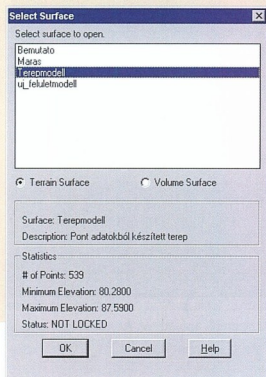 Select Surface
Select surface to open.
Bemutato
Maras
Terepmodell
uj_feluletmodell
Terrain Surface
Volume Surface
Surface: Terepmodell
Description: Pont adatokból készített terep
Statistics
# of Points: 539
Minimum Elevation: 80.2800
Maximum Elevation: 87.5900
Status: NOT LOCKED
OK
Cancel
Help